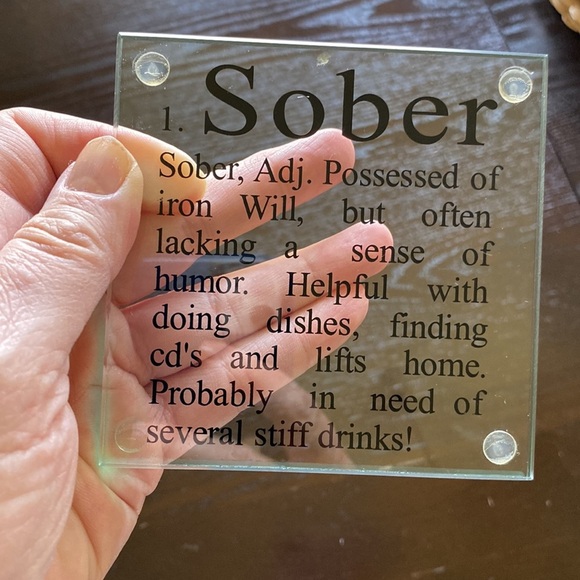 1. Sober
Sober, Adj. Possessed of
iron Will, but often
lacking a sense of
humor. Helpful with
doing dishes, finding
cd's and lifts home.
Probably in need of
several stiff drinks!